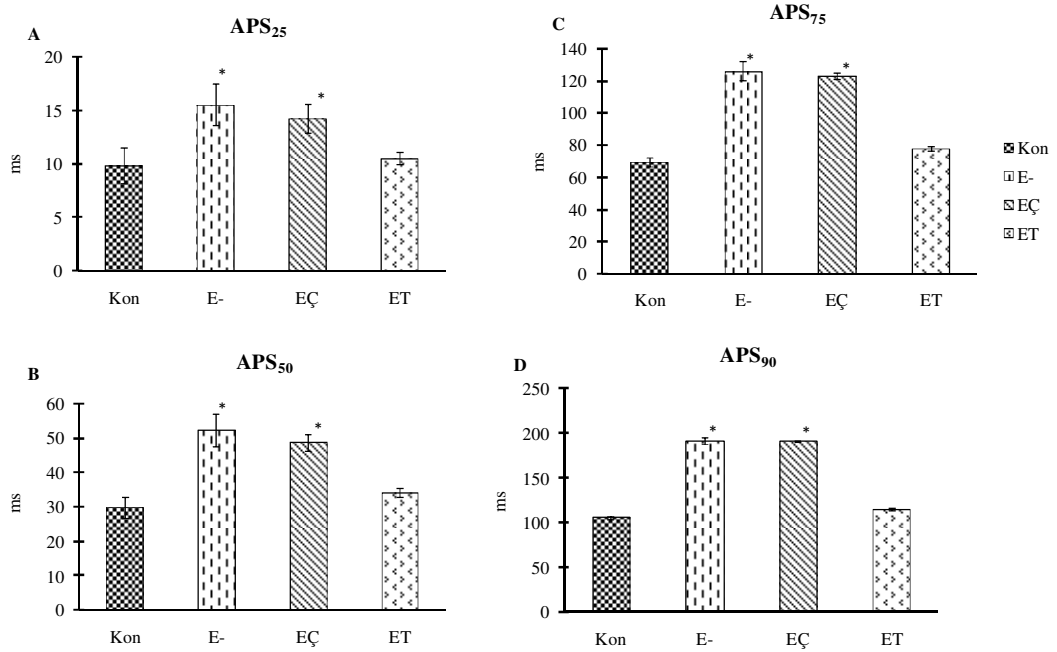 A
APS25
20
15
10
5
0
ms
Kon E- EÇ ET
* *
B
APS50
60
50
40
30
20
10
0
ms
Kon E- EÇ ET
* *
C
APS75
140
120
100
80
60
40
20
0
ms
Kon E- EÇ ET
* *
Kon
E-
EÇ
ET
D
APS90
250
200
150
100
50
0
ms
Kon E- EÇ ET
* *